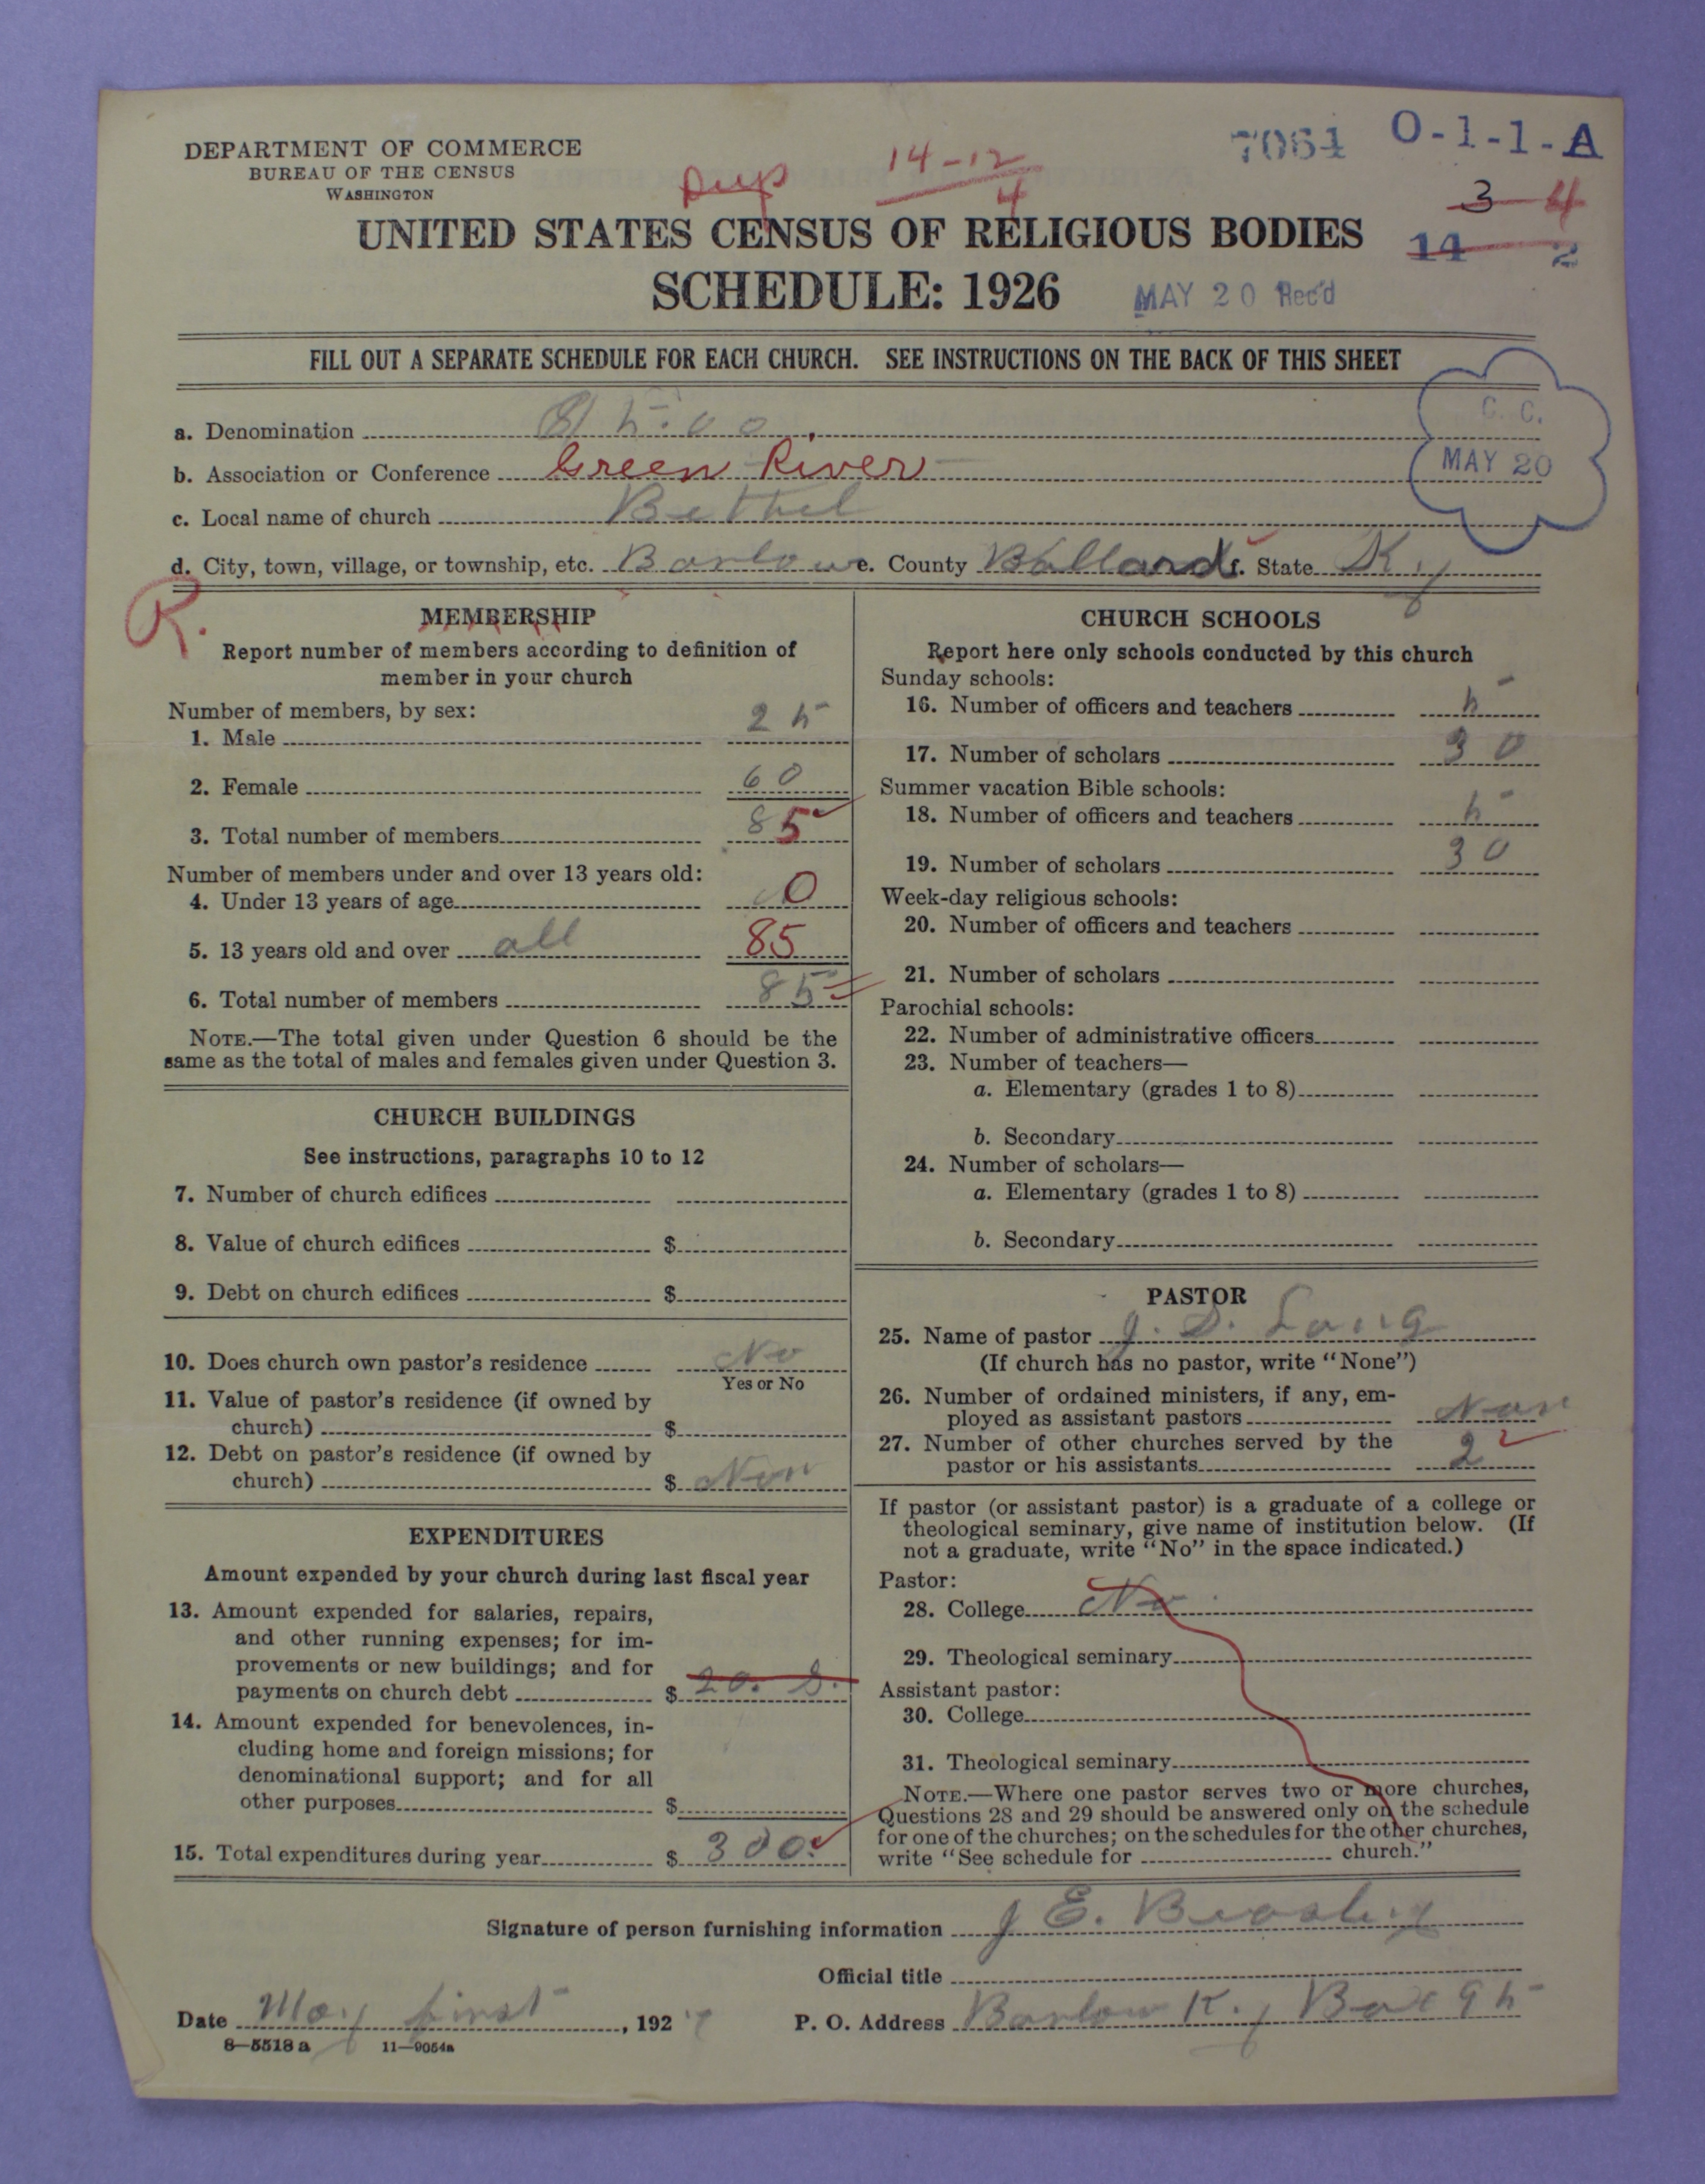 DEPARTMENT OF COMMERCE
BUREAU OF THE CENSUS
WASHINGTON
Dup
14-12
4
7064
O-1-1-A
3 4
14 2
UNITED STATES CENSUS OF RELIGIOUS BODIES
SCHEDULE: 1926
MAY 20 Rec'd
FILL OUT A SEPARATE SCHEDULE FOR EACH CHURCH. SEE INSTRUCTIONS ON THE BACK OF THIS SHEET
C. C.
MAY 20
a. Denomination
b. Association or Conference Green River
c. Local name of church Bethel
d. City, town, village, or township, etc. Barlow e. County Ballard f. State Ky
R.
MEMBERSHIP
Report number of members according to definition of
member in your church
Number of members, by sex:
1. Male 25
2. Female 60
3. Total number of members 85
Number of members under and over 13 years old:
4. Under 13 years of age 0
5. 13 years old and over all 85
6. Total number of members 85
NOTE.—The total given under Question 6 should be the
same as the total of males and females given under Question 3.
CHURCH BUILDINGS
See instructions, paragraphs 10 to 12
7. Number of church edifices
8. Value of church edifices $
9. Debt on church edifices $
10. Does church own pastor's residence No
Yes or No
11. Value of pastor's residence (if owned by
church) $
12. Debt on pastor's residence (if owned by
church) $ Non
EXPENDITURES
Amount expended by your church during last fiscal year
13. Amount expended for salaries, repairs,
and other running expenses; for im-
provements or new buildings; and for
payments on church debt $
14. Amount expended for benevolences, in-
cluding home and foreign missions; for
denominational support; and for all
other purposes $
15. Total expenditures during year $ 300.
CHURCH SCHOOLS
Report here only schools conducted by this church
Sunday schools:
16. Number of officers and teachers 5
17. Number of scholars 30
Summer vacation Bible schools:
18. Number of officers and teachers 5
19. Number of scholars 30
Week-day religious schools:
20. Number of officers and teachers
21. Number of scholars
Parochial schools:
22. Number of administrative officers
23. Number of teachers—
a. Elementary (grades 1 to 8)
b. Secondary
24. Number of scholars—
a. Elementary (grades 1 to 8)
b. Secondary
PASTOR
25. Name of pastor J. D. Lang
(If church has no pastor, write "None")
26. Number of ordained ministers, if any, em-
ployed as assistant pastors Non
27. Number of other churches served by the
pastor or his assistants 2
If pastor (or assistant pastor) is a graduate of a college or
theological seminary, give name of institution below. (If
not a graduate, write "No" in the space indicated.)
Pastor:
28. College No
29. Theological seminary
Assistant pastor:
30. College
31. Theological seminary
NOTE.—Where one pastor serves two or more churches,
Questions 28 and 29 should be answered only on the schedule
for one of the churches; on the schedules for the other churches,
write "See schedule for church."
Signature of person furnishing information J E. Beasley
Official title
Date May first, 1927 P. O. Address Barlow Ky Box 95
8—5518a 11—9054a